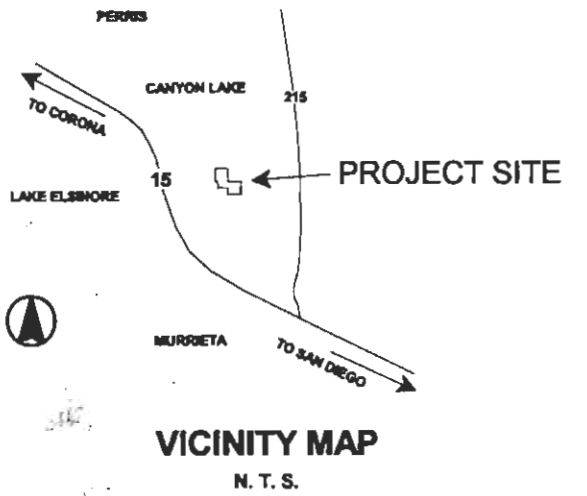 PERRIS
CANYON LAKE
215
TO CORONA
15
PROJECT SITE
LAKE ELSINORE
MURRIETA
TO SAN DIEGO
VICINITY MAP
N. T. S.